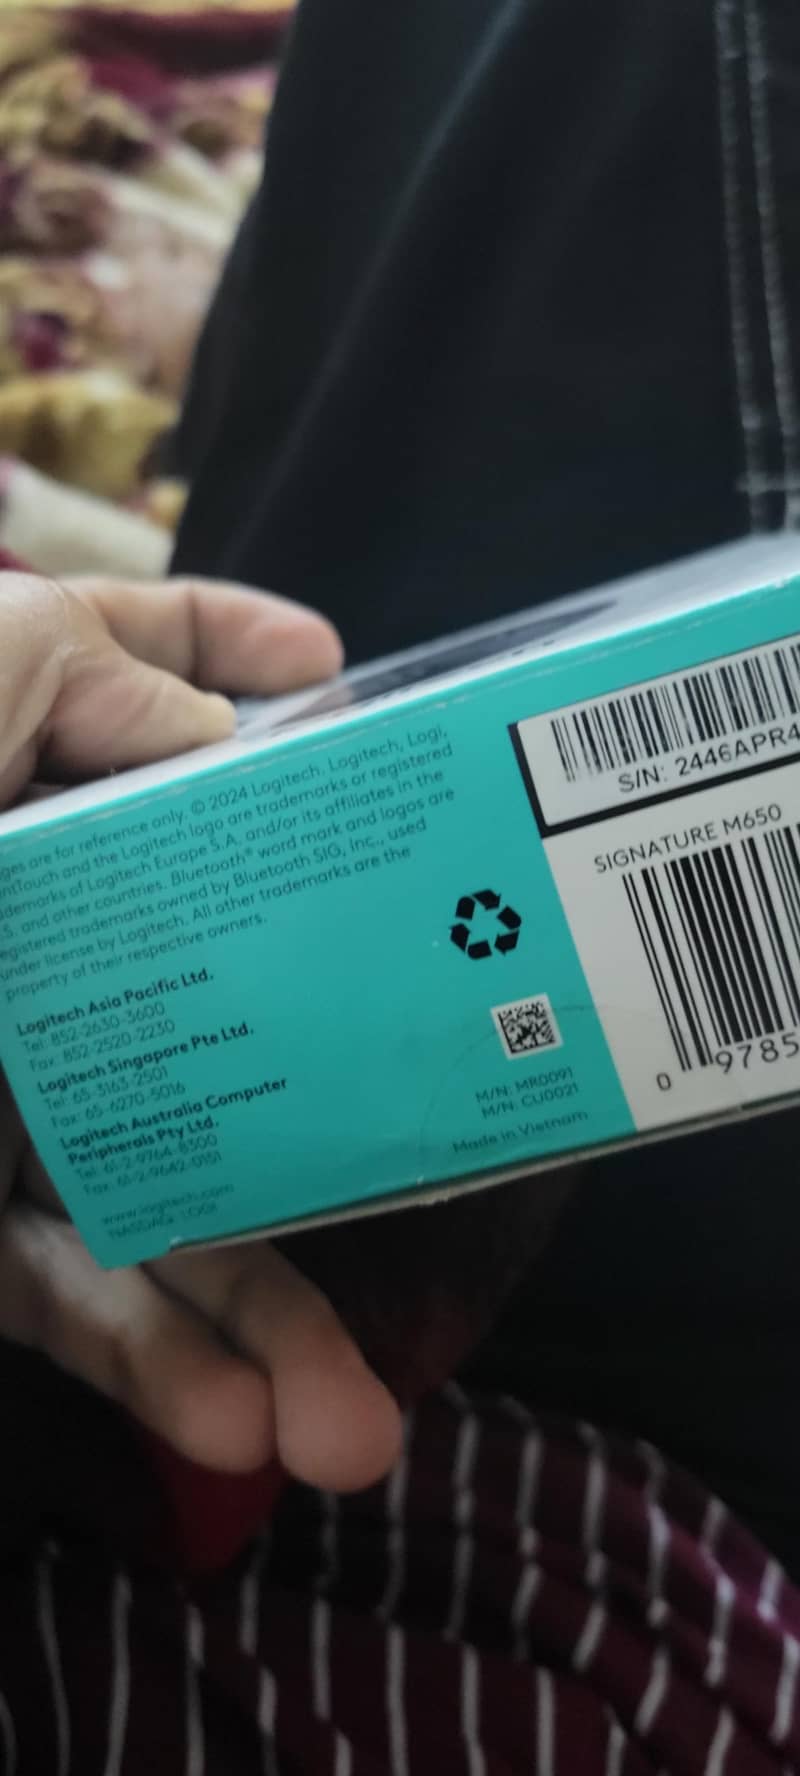 ges are for reference only. © 2024 Logitech. Logitech, Logi,
ntTouch and the Logitech logo are trademarks or registered
demarks of Logitech Europe S.A. and/or its affiliates in the
.S. and other countries. Bluetooth® word mark and logos are
egistered trademarks owned by Bluetooth SIG, Inc., used
under license by Logitech. All other trademarks are the
property of their respective owners.
Logitech Asia Pacific Ltd.
Tel: 852-2630-3600
Fax: 852-2520-2230
Logitech Singapore Pte Ltd.
Tel: 65-3163-2501
Fax: 65-6270-5016
Logitech Australia Computer
Peripherals Pty Ltd.
Tel: 61-2-9764-8300
Fax: 61-2-9642-0151
www.logitech.com
NASDAQ: LOGI
M/N: MR0091
M/N: CU0021
Made in Vietnam
S/N: 2446APR4
SIGNATURE M650
0 9785